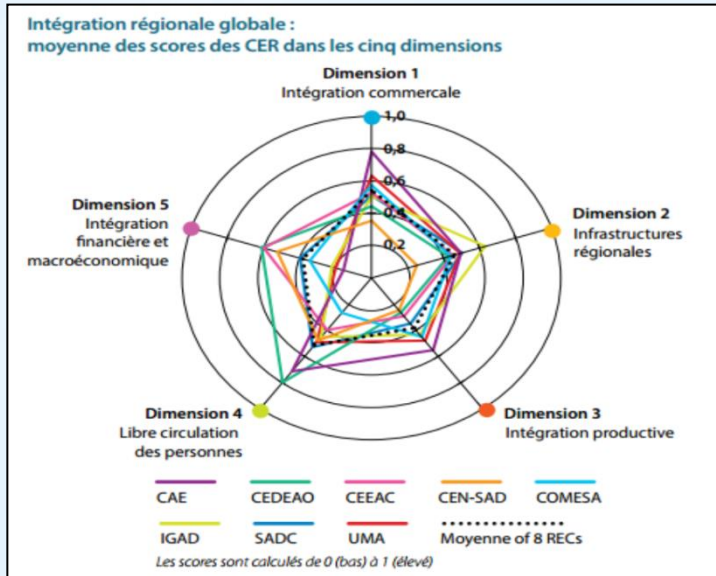 Intégration régionale globale :
moyenne des scores des CER dans les cinq dimensions
Dimension 1
Intégration commercale
1,0
0,8
0,6
0,4
0,2
Dimension 5
Intégration
financière et
macroéconomique
Dimension 2
Infrastructures
régionales
Dimension 4
Libre circulation
des personnes
Dimension 3
Intégration productive
CAE CEDEAO CEEAC CEN-SAD COMESA
IGAD SADC UMA Moyenne of 8 RECs
Les scores sont calculés de 0 (bas) à 1 (élevé)